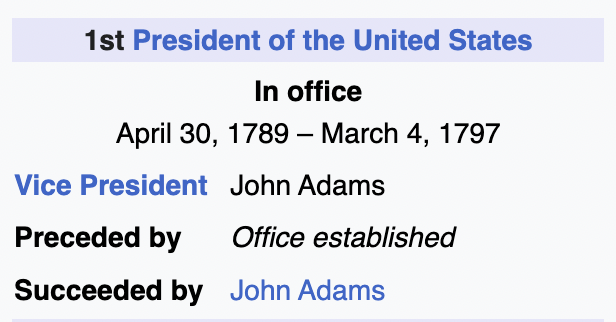 1st President of the United States
In office
April 30, 1789 – March 4, 1797
Vice President John Adams
Preceded by Office established
Succeeded by John Adams